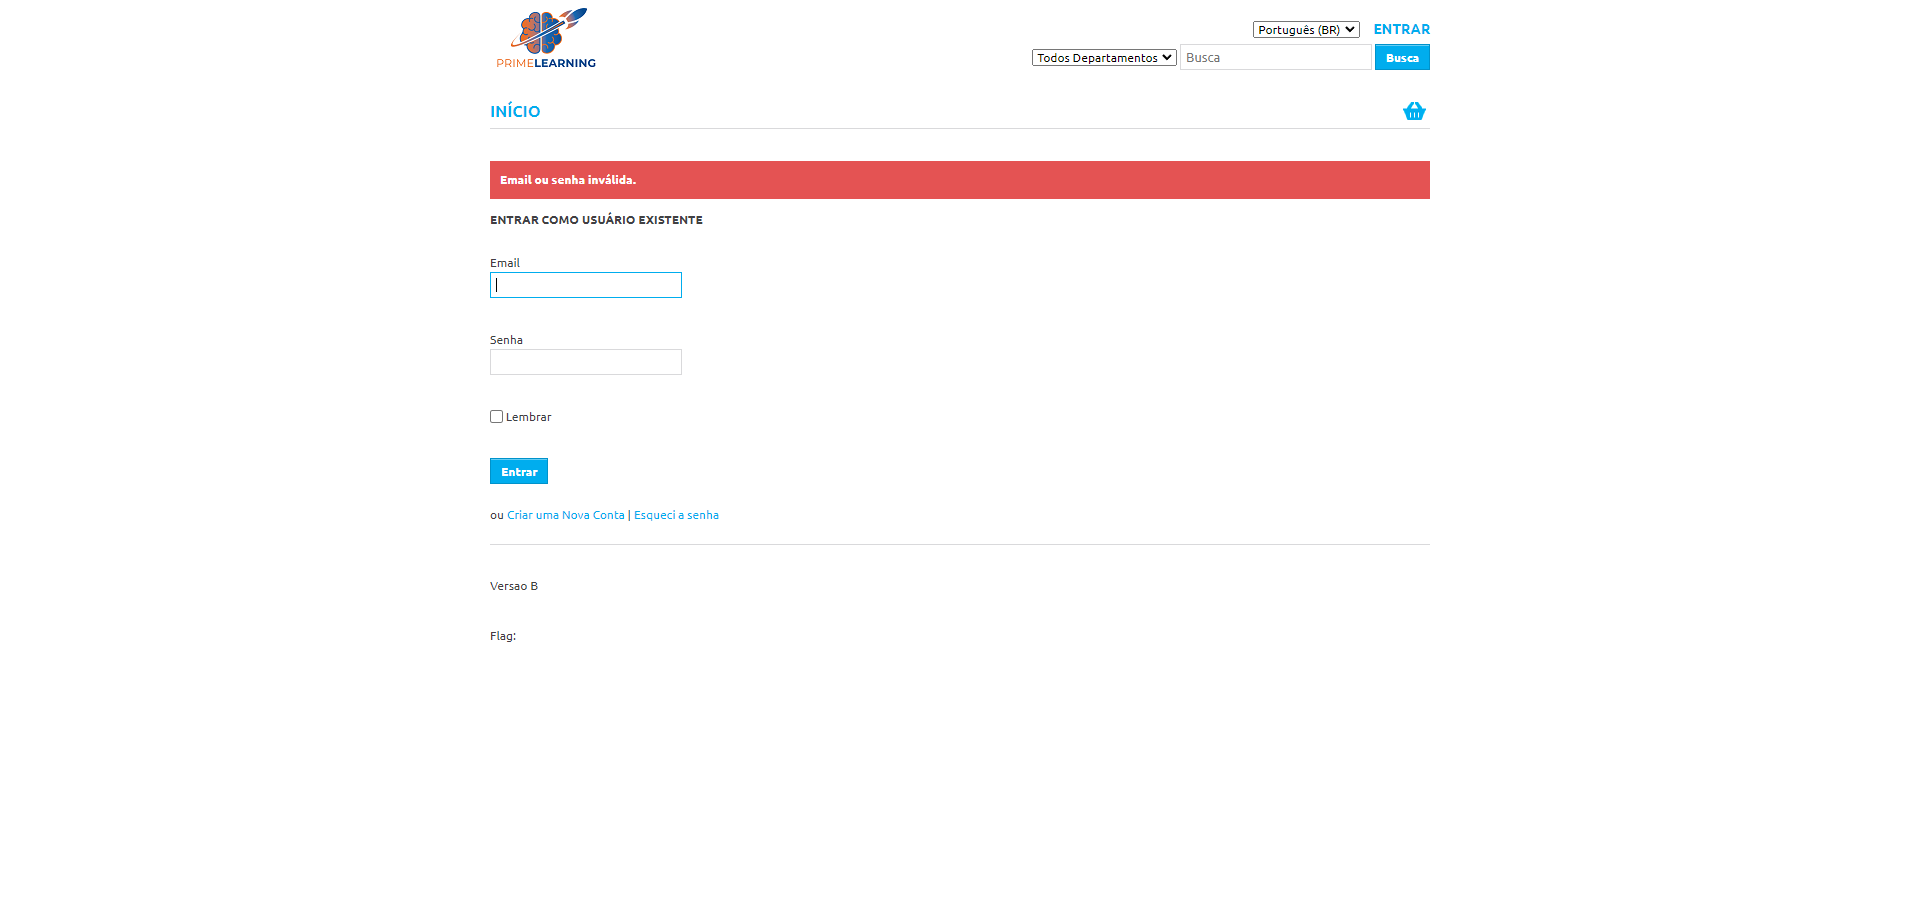 PRIMELEARNING
Português (BR) ENTRAR
Todos Departamentos Busca Busca
INÍCIO
Email ou senha inválida.
ENTRAR COMO USUÁRIO EXISTENTE
Email
Senha
Lembrar
Entrar
ou Criar uma Nova Conta | Esqueci a senha
Versao B
Flag: